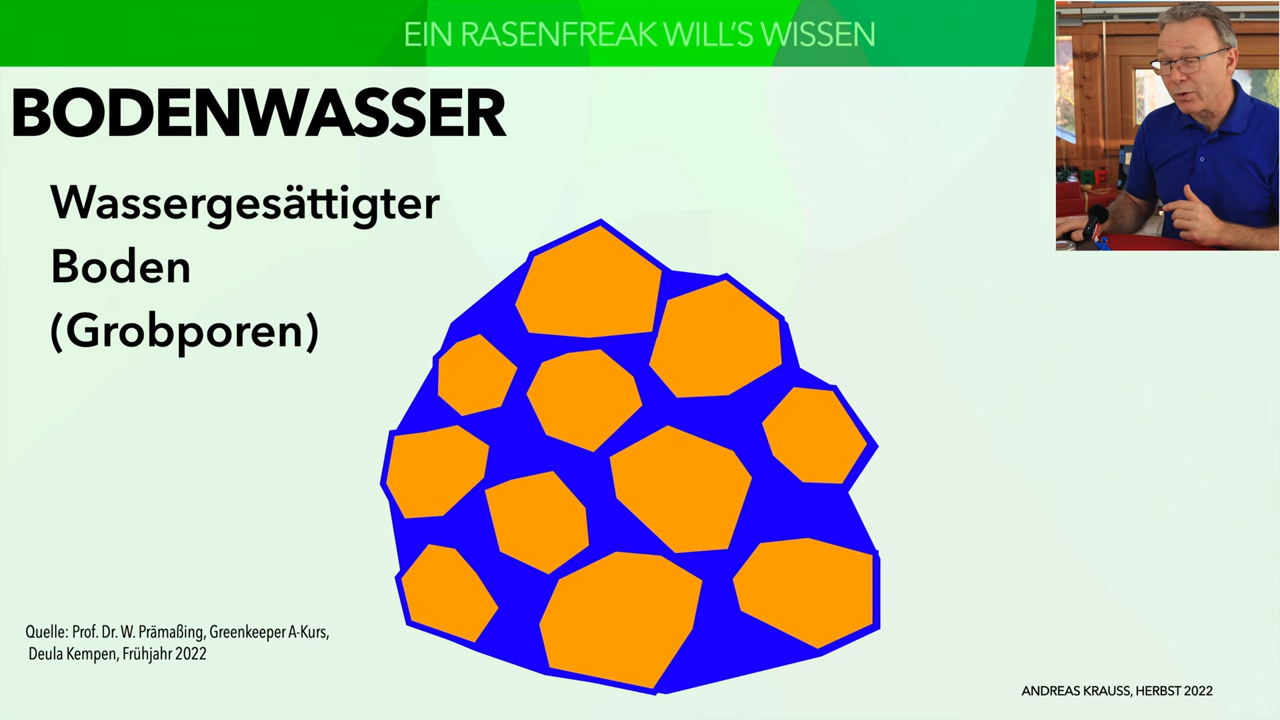 EIN RASENFREAK WILL'S WISSEN
BODENWASSER
Wassergesättigter
Boden
(Grobporen)
Quelle: Prof. Dr. W. Prämaßing, Greenkeeper A-Kurs,
Deula Kempen, Frühjahr 2022
ANDREAS KRAUSS, HERBST 2022